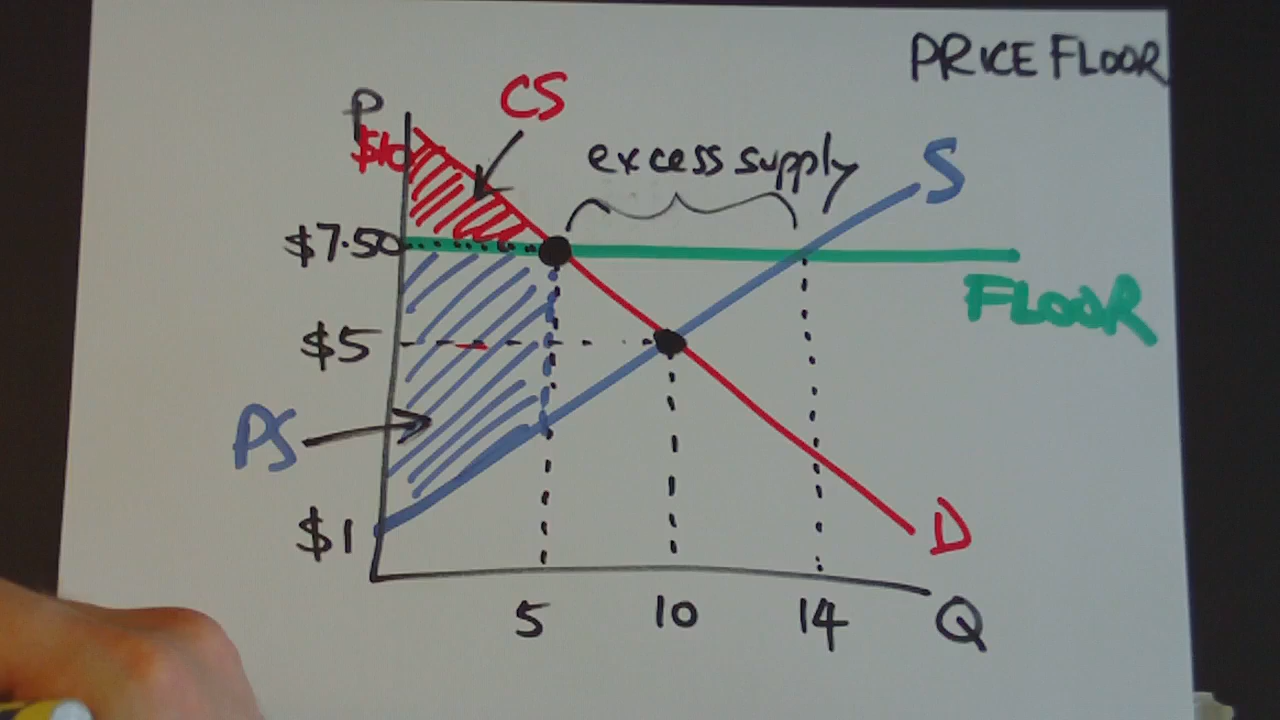 PRICE FLOOR
CS
P
$10
excess supply
S
$7.50
FLOOR
$5
PS
$1
D
5 10 14 Q